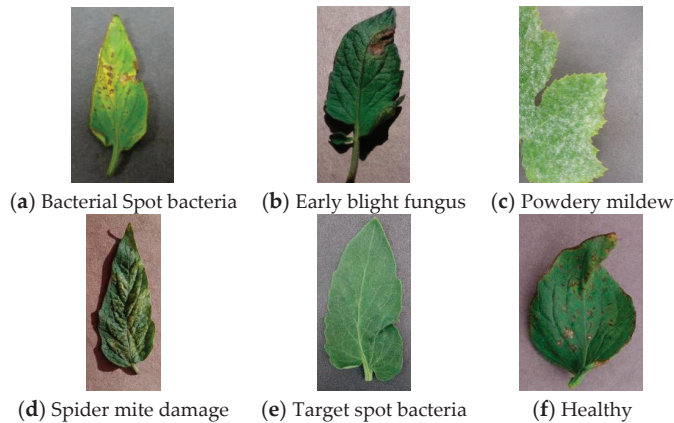 (a) Bacterial Spot bacteria (b) Early blight fungus (c) Powdery mildew
(d) Spider mite damage (e) Target spot bacteria (f) Healthy